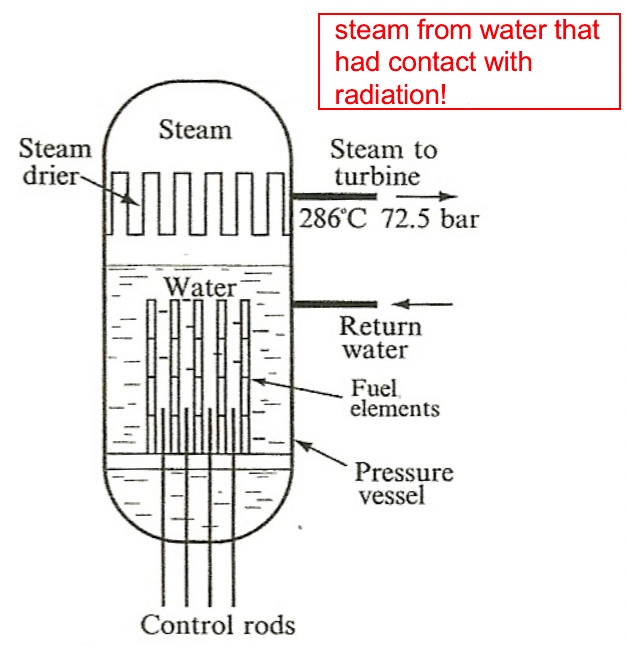 steam from water that
had contact with
radiation!
Steam
Steam
drier
Steam to
turbine
286°C 72.5 bar
Water
Return
water
Fuel
elements
Pressure
vessel
Control rods